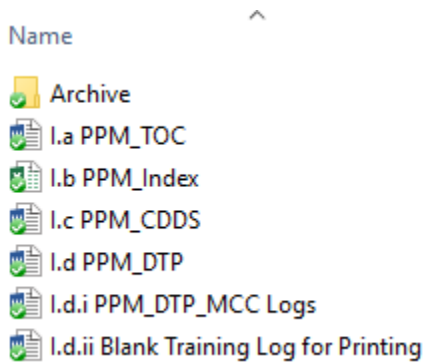 Name
Archive
I.a PPM_TOC
I.b PPM_Index
I.c PPM_CDDS
I.d PPM_DTP
I.d.i PPM_DTP_MCC Logs
I.d.ii Blank Training Log for Printing